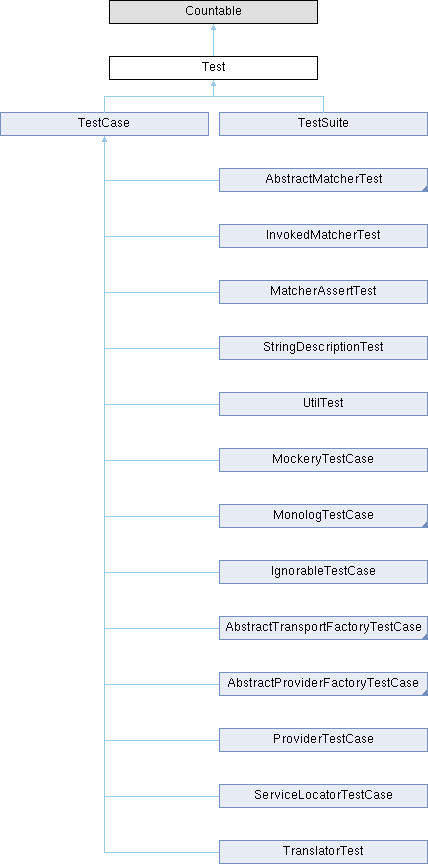 Countable
Test
TestCase
TestSuite
AbstractMatcherTest
InvokedMatcherTest
MatcherAssertTest
StringDescriptionTest
UtilTest
MockeryTestCase
MonologTestCase
IgnorableTestCase
AbstractTransportFactoryTestCase
AbstractProviderFactoryTestCase
ProviderTestCase
ServiceLocatorTestCase
TranslatorTest